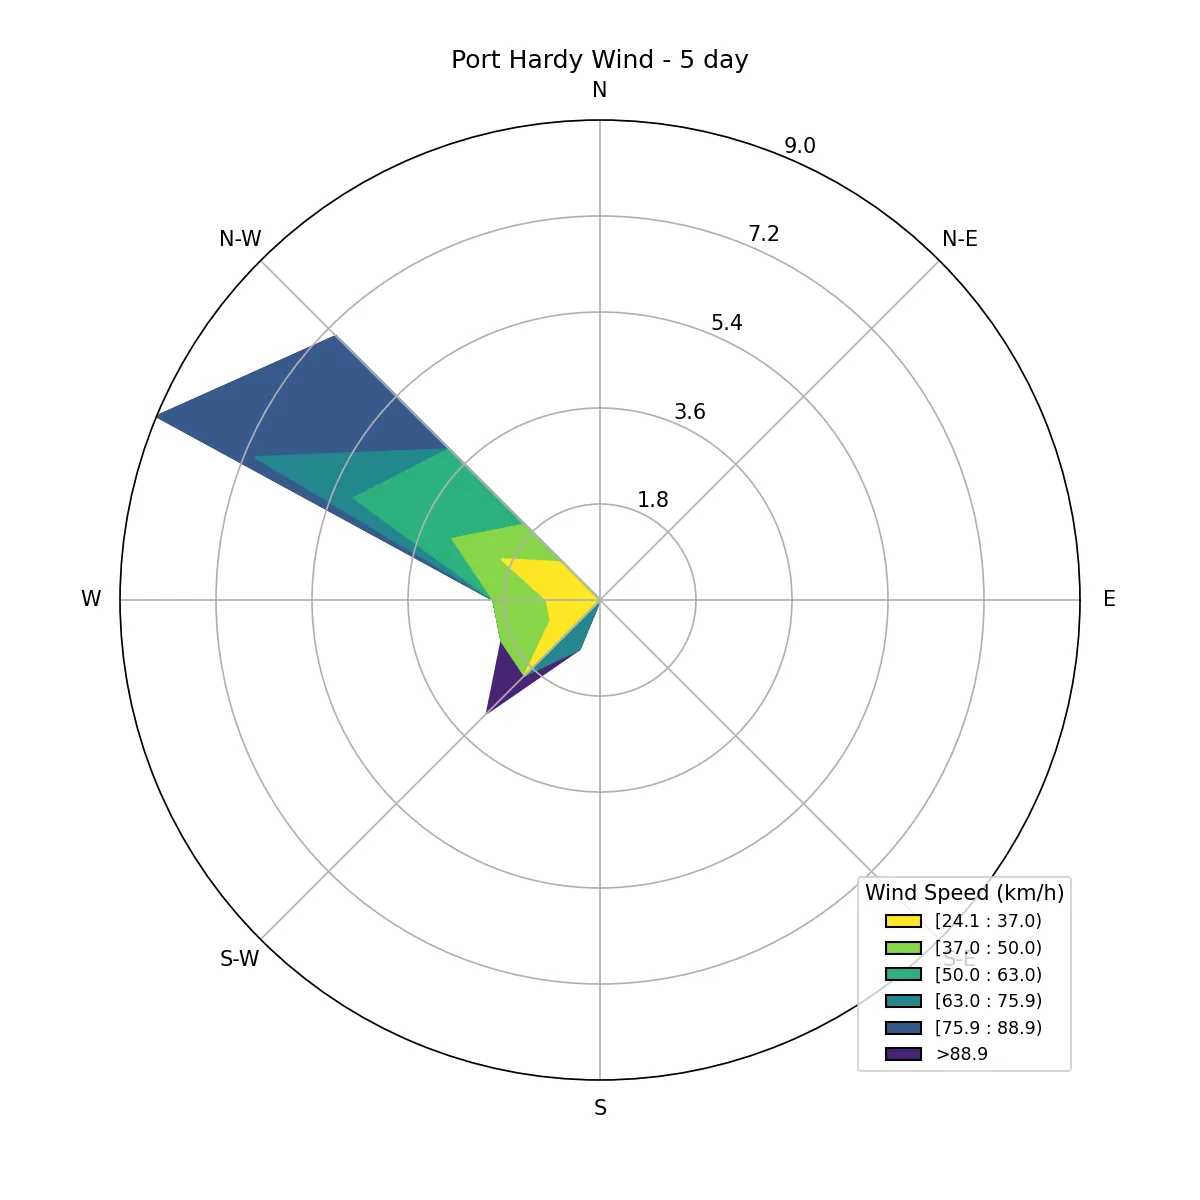 Port Hardy Wind - 5 day
N
9.0
N-W
N-E
7.2
5.4
3.6
1.8
W
E
S-W
S-E
S
Wind Speed (km/h)
[24.1 : 37.0)
[37.0 : 50.0)
[50.0 : 63.0)
[63.0 : 75.9)
[75.9 : 88.9)
>88.9